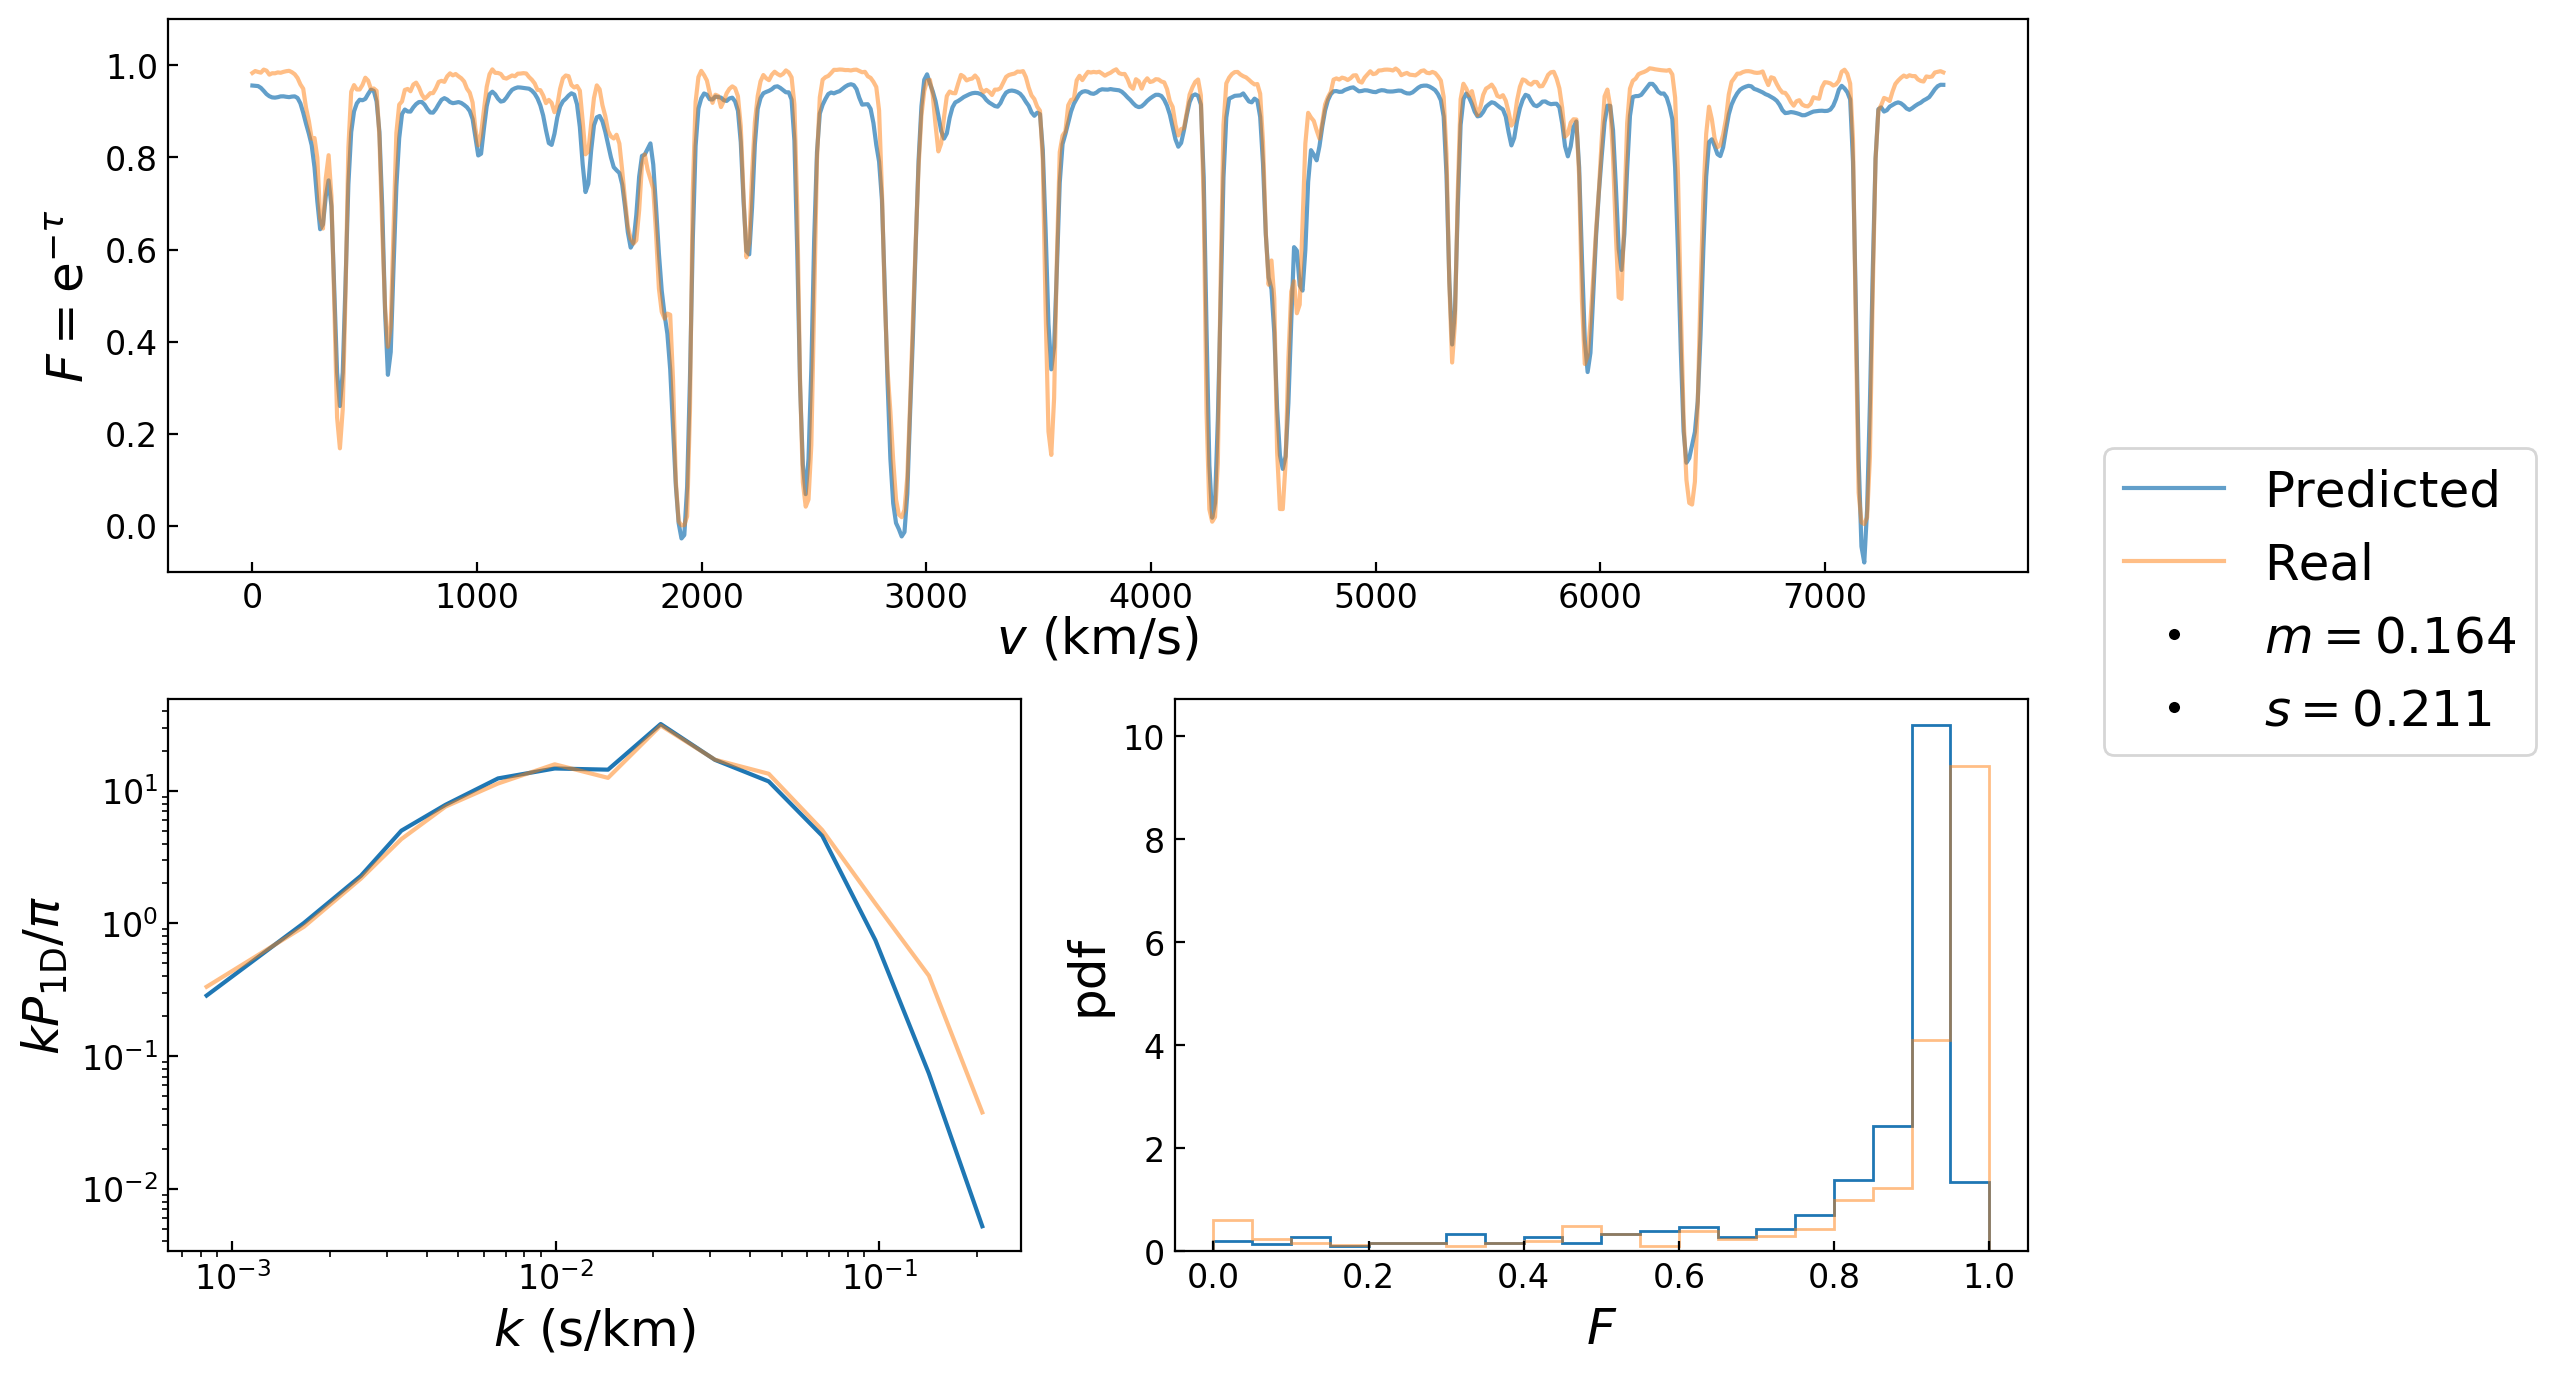 F = e^{-τ}
1.0
0.8
0.6
0.4
0.2
0.0
0 1000 2000 3000 4000 5000 6000 7000
v (km/s)
Predicted
Real
m = 0.164
s = 0.211
kP_{1D}/π
10^1
10^0
10^{-1}
10^{-2}
10^{-3} 10^{-2} 10^{-1}
k (s/km)
pdf
10
8
6
4
2
0
0.0 0.2 0.4 0.6 0.8 1.0
F